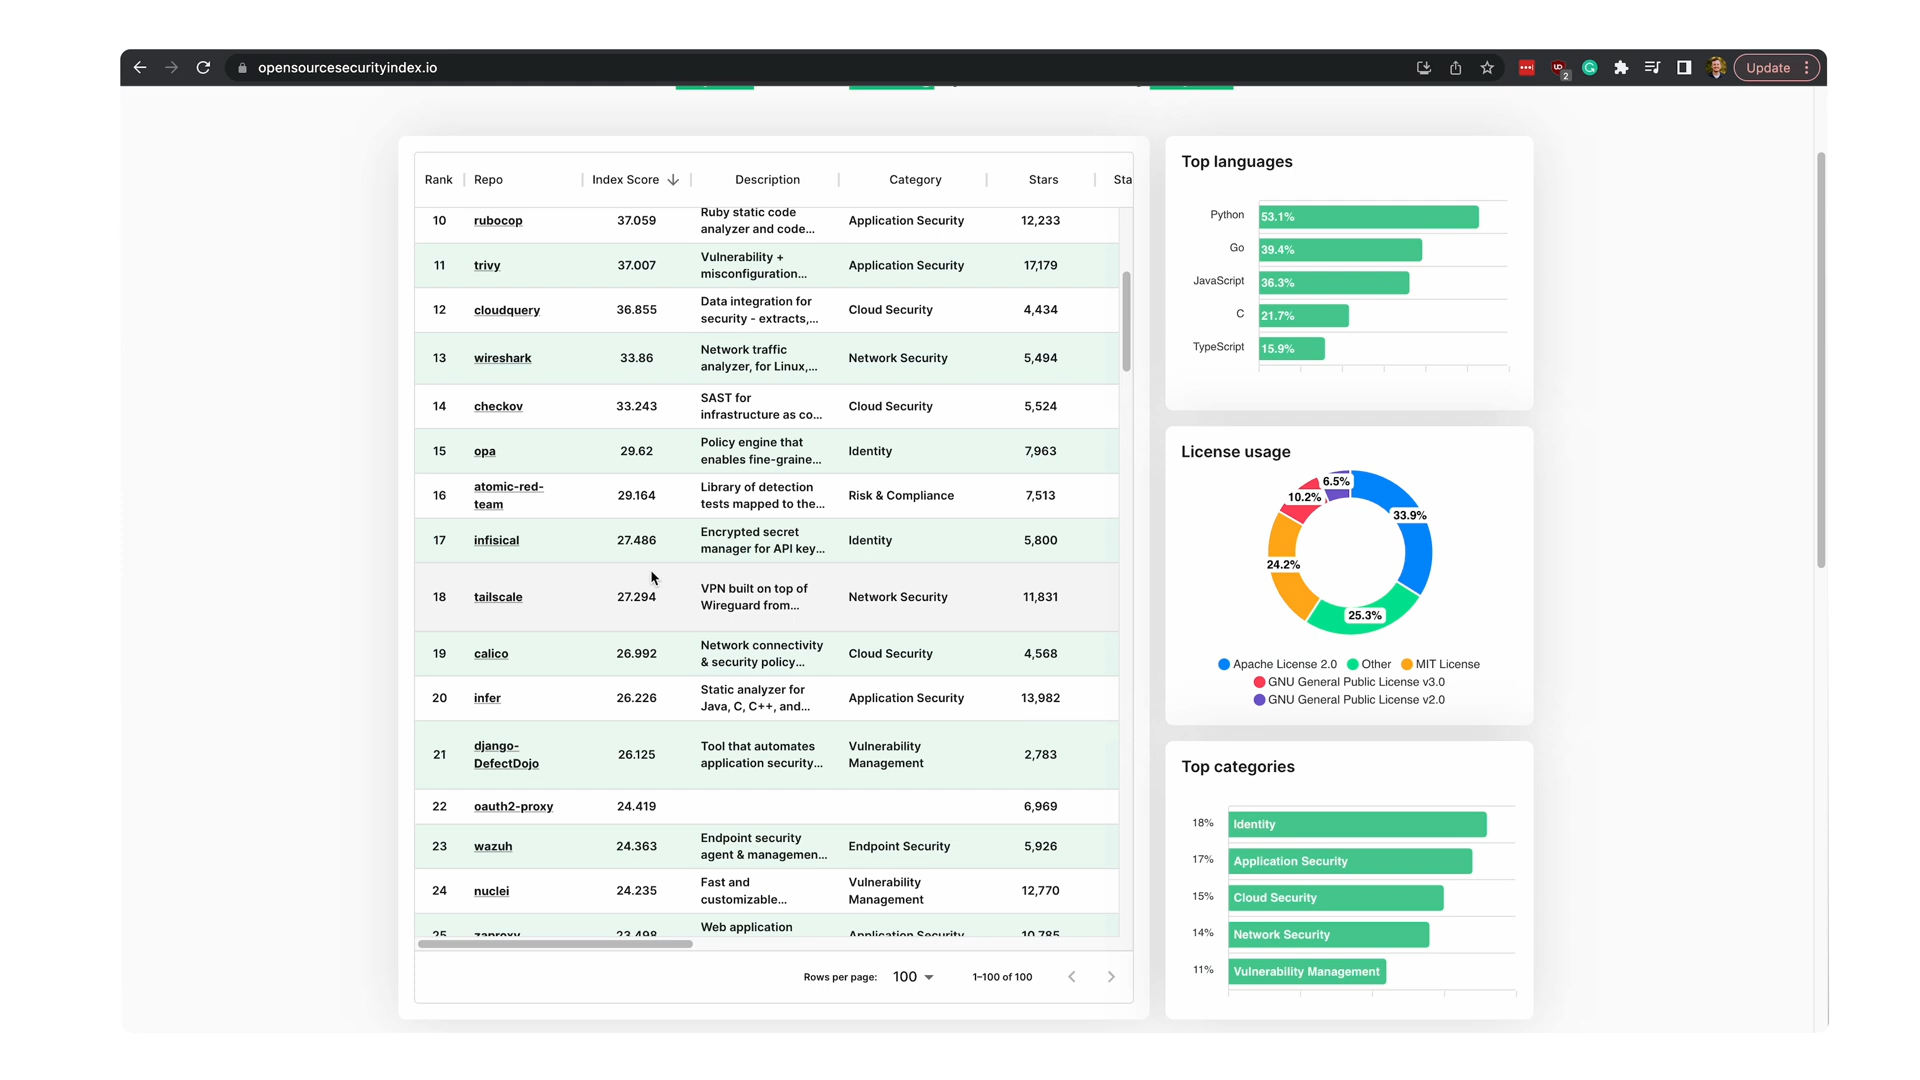 opensourcesecurityindex.io
2
Update
Rank Repo Index Score Description Category Stars Sta
10 rubocop 37.059 Ruby static code analyzer and code... Application Security 12,233
11 trivy 37.007 Vulnerability + misconfiguration... Application Security 17,179
12 cloudquery 36.855 Data integration for security - extracts,... Cloud Security 4,434
13 wireshark 33.86 Network traffic analyzer, for Linux,... Network Security 5,494
14 checkov 33.243 SAST for infrastructure as co... Cloud Security 5,524
15 opa 29.62 Policy engine that enables fine-graine... Identity 7,963
16 atomic-red-team 29.164 Library of detection tests mapped to the... Risk & Compliance 7,513
17 infisical 27.486 Encrypted secret manager for API key... Identity 5,800
18 tailscale 27.294 VPN built on top of Wireguard from... Network Security 11,831
19 calico 26.992 Network connectivity & security policy... Cloud Security 4,568
20 infer 26.226 Static analyzer for Java, C, C++, and... Application Security 13,982
21 django-DefectDojo 26.125 Tool that automates application security... Vulnerability Management 2,783
22 oauth2-proxy 24.419 6,969
23 wazuh 24.363 Endpoint security agent & managemen... Endpoint Security 5,926
24 nuclei 24.235 Fast and customizable... Vulnerability Management 12,770
25 zaproxy 23.498 Web application Application Security 10,785
Rows per page: 100 1–100 of 100
Top languages
Python 53.1%
Go 39.4%
JavaScript 36.3%
C 21.7%
TypeScript 15.9%
License usage
6.5%
10.2%
33.9%
24.2%
25.3%
Apache License 2.0 Other MIT License
GNU General Public License v3.0
GNU General Public License v2.0
Top categories
18% Identity
17% Application Security
15% Cloud Security
14% Network Security
11% Vulnerability Management